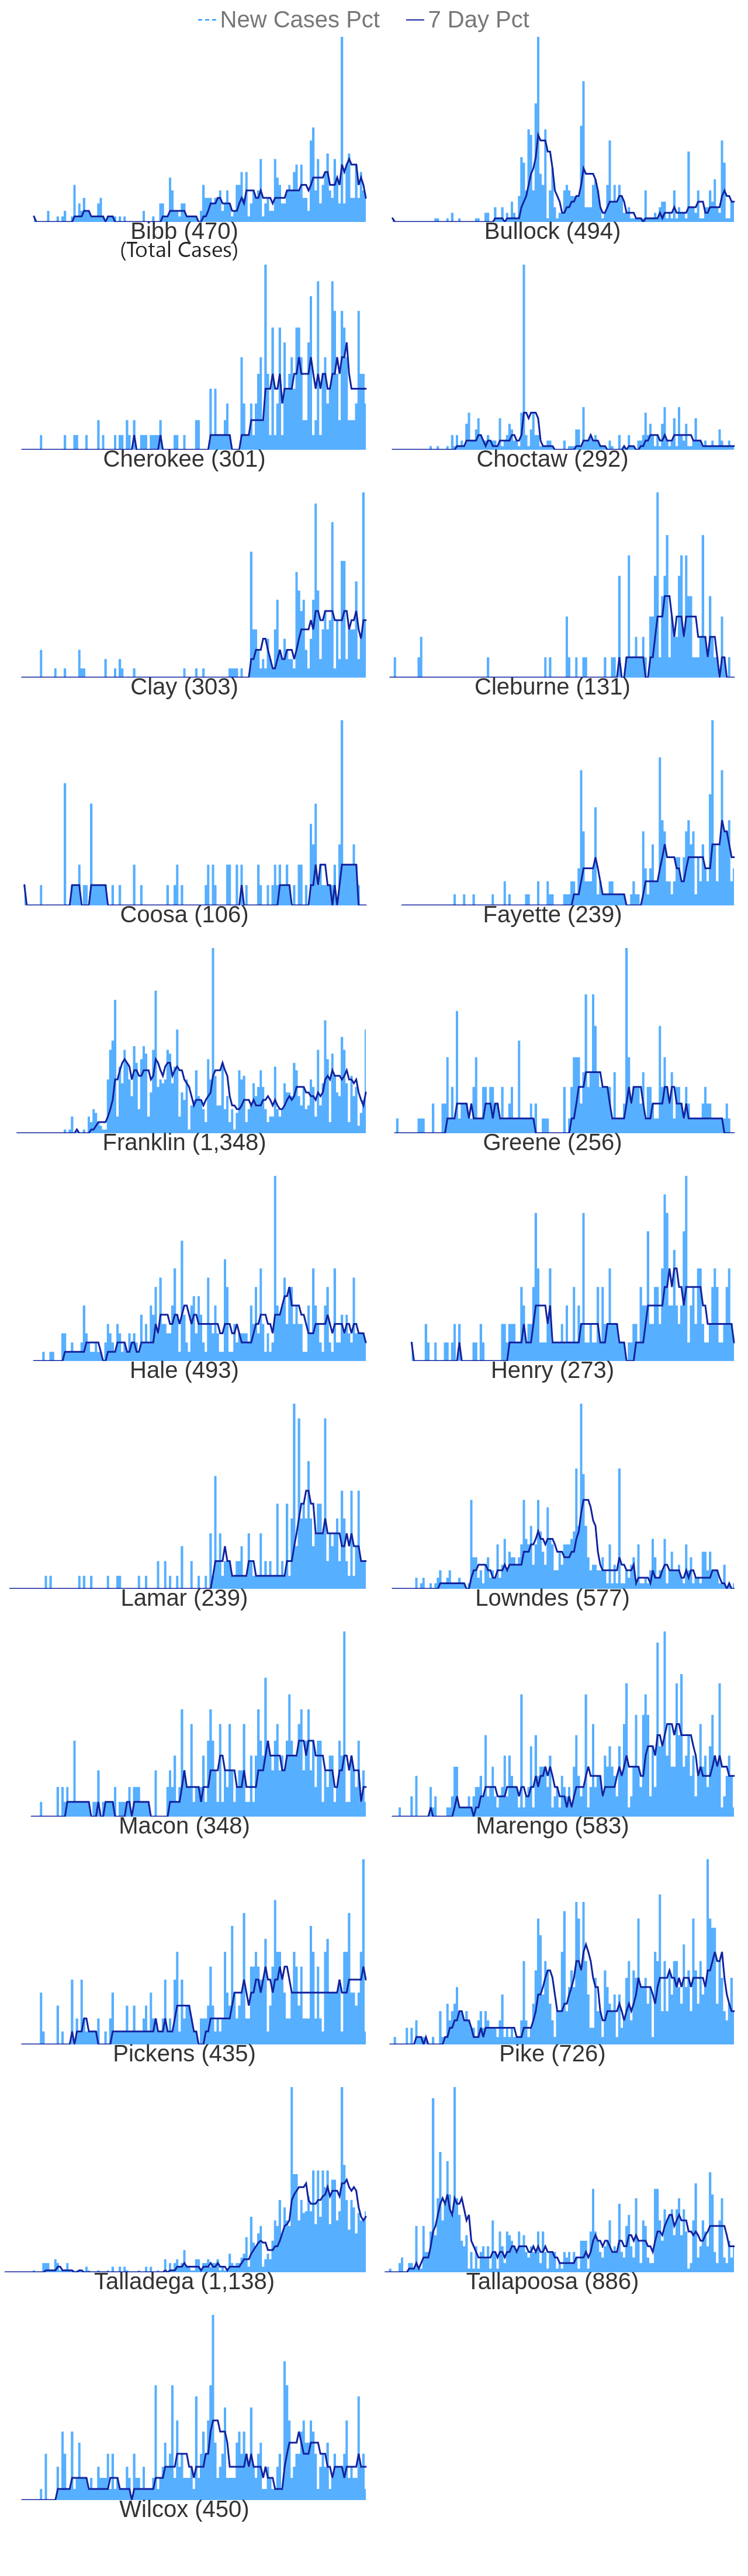 New Cases Pct 7 Day Pct
Bibb (470) Bullock (494)
(Total Cases)
Cherokee (301) Choctaw (292)
Clay (303) Cleburne (131)
Coosa (106) Fayette (239)
Franklin (1,348) Greene (256)
Hale (493) Henry (273)
Lamar (239) Lowndes (577)
Macon (348) Marengo (583)
Pickens (435) Pike (726)
Talladega (1,138) Tallapoosa (886)
Wilcox (450)